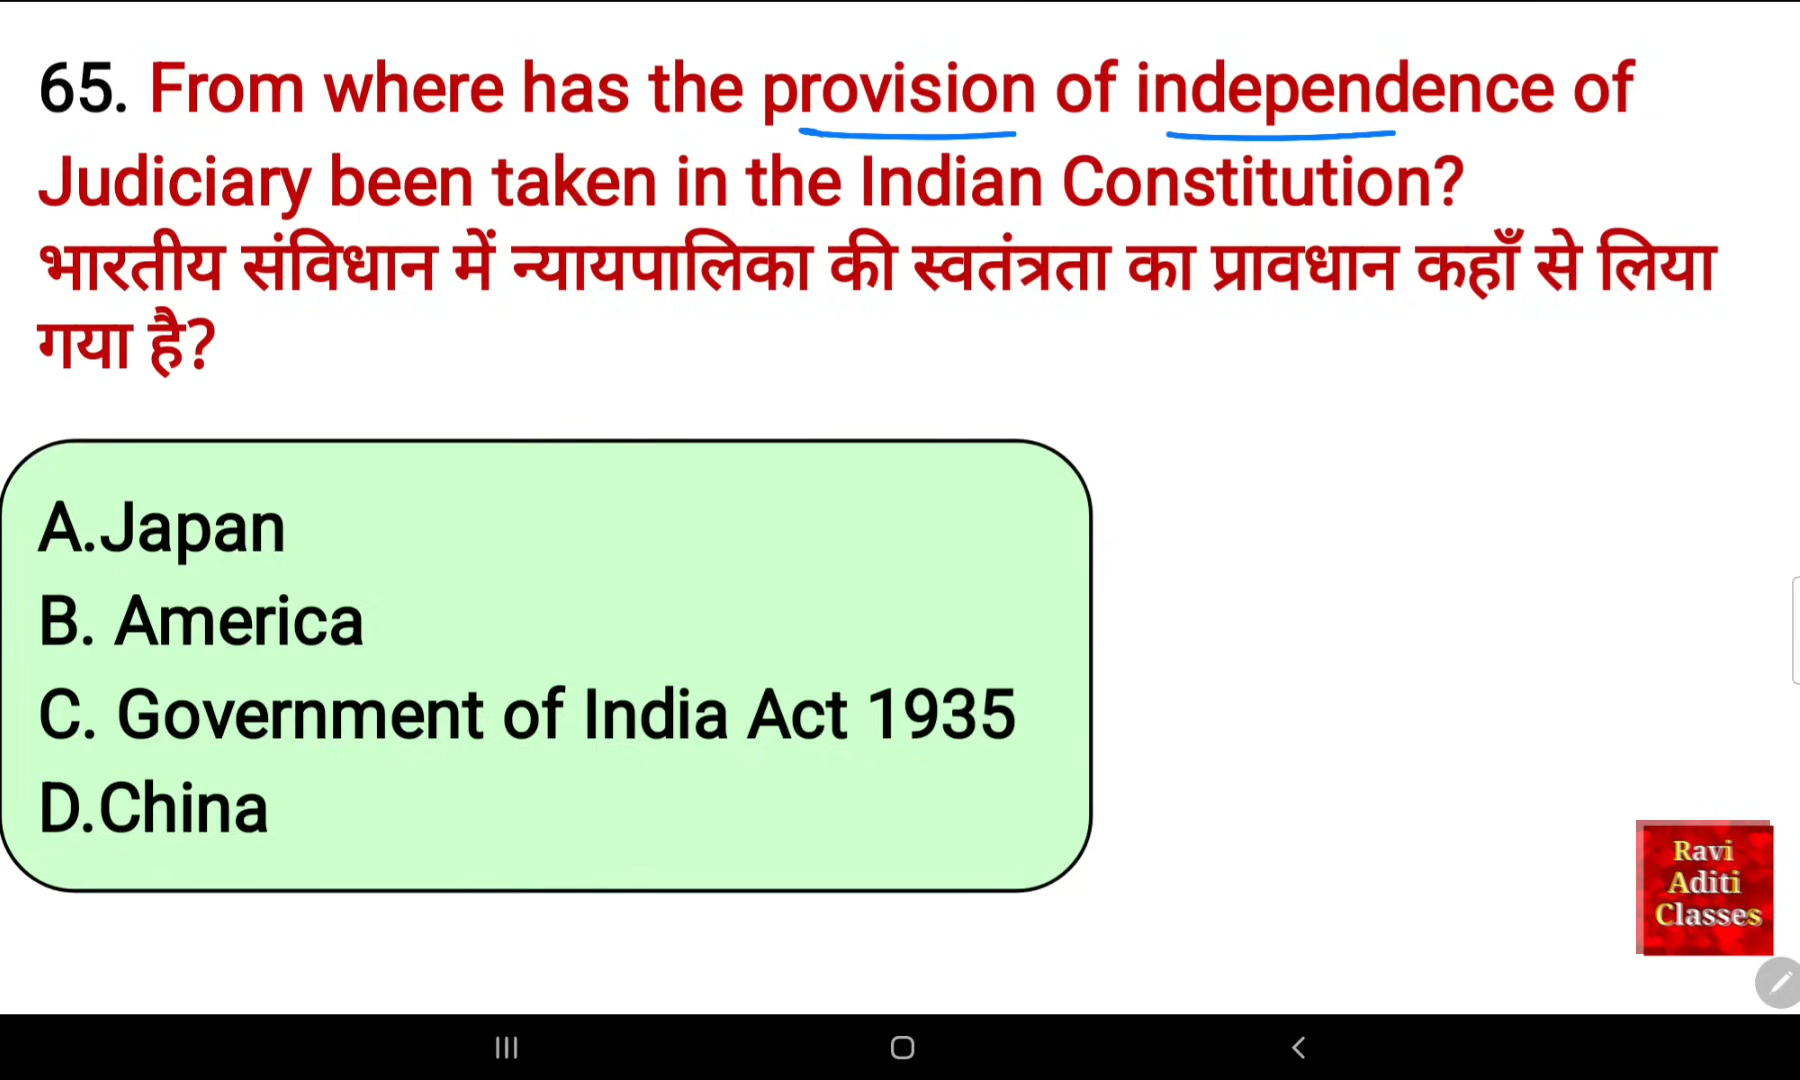 65. From where has the provision of independence of
Judiciary been taken in the Indian Constitution?
भारतीय संविधान में न्यायपालिका की स्वतंत्रता का प्रावधान कहाँ से लिया
गया है?
A.Japan
B. America
C. Government of India Act 1935
D.China
Ravi
Aditi
Classes